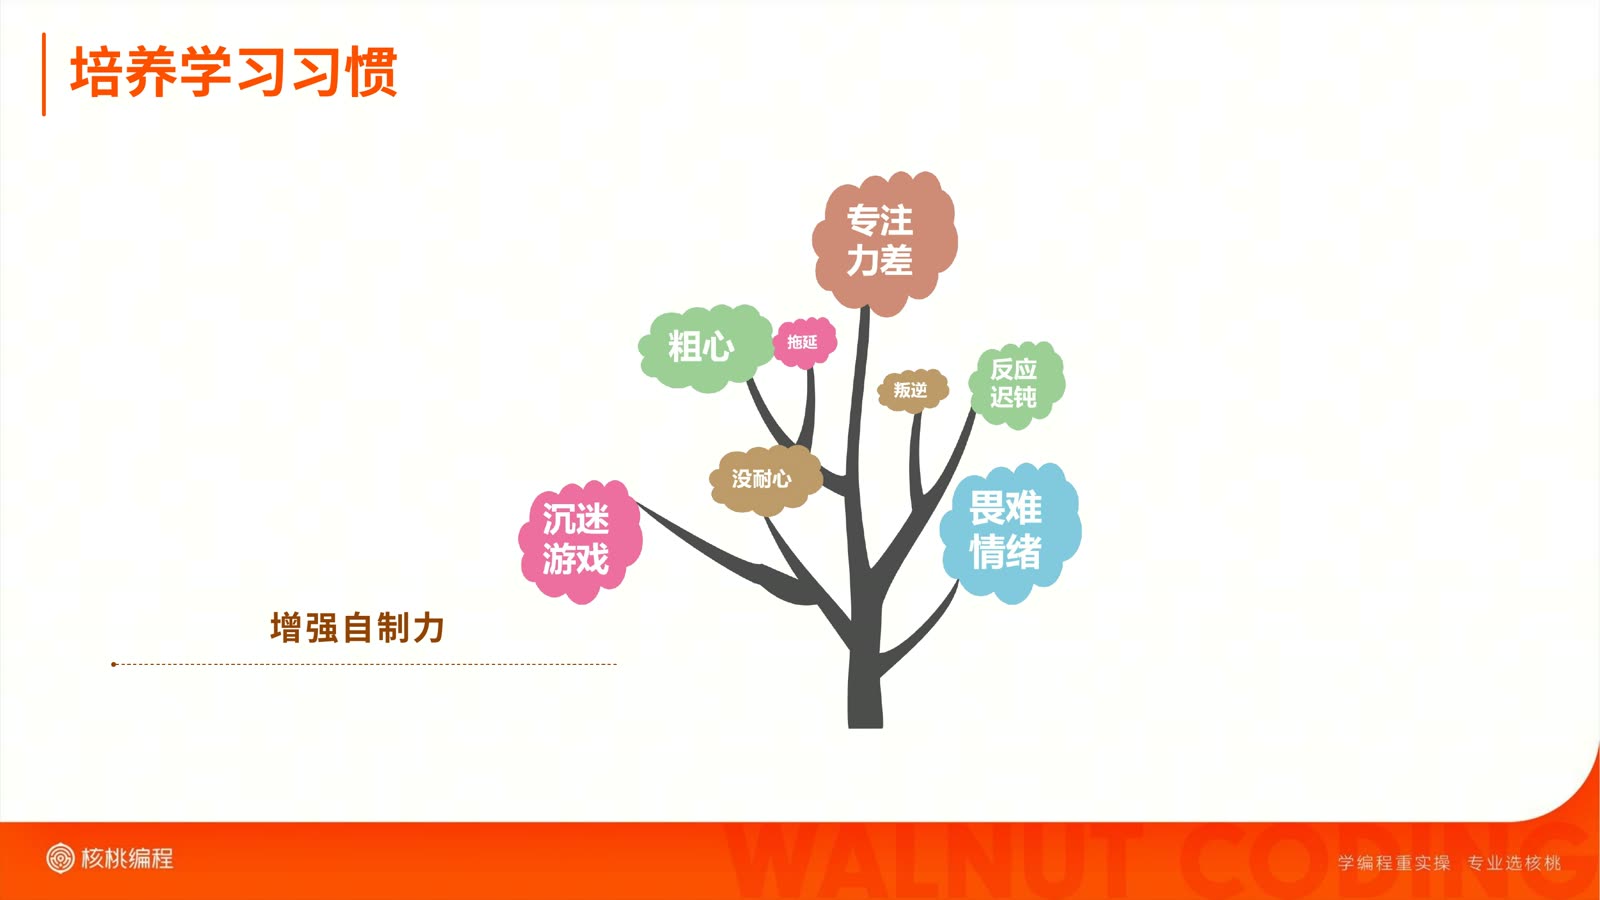 培养学习习惯
专注
力差
粗心
拖延
反应
迟钝
叛逆
没耐心
沉迷
游戏
畏难
情绪
增强自制力
核桃编程
WALNUT CODING
学编程重实操 专业选核桃